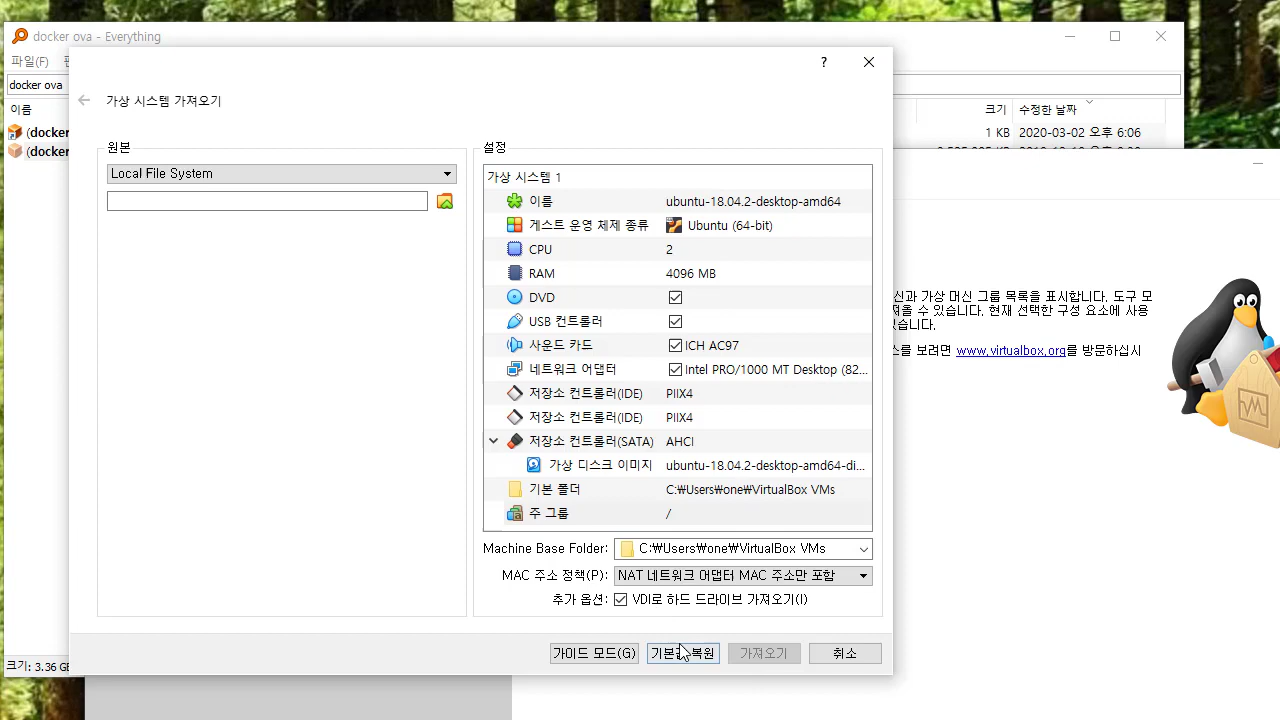 docker ova - Everything
파일(F)
docker ova
이름
크기
수정한 날짜
(docker
1 KB
2020-03-02 오후 6:06
(docker
크기: 3.36 GB
?
가상 시스템 가져오기
원본
Local File System
설정
가상 시스템 1
이름
ubuntu-18.04.2-desktop-amd64
게스트 운영 체제 종류
Ubuntu (64-bit)
CPU
2
RAM
4096 MB
DVD
USB 컨트롤러
사운드 카드
ICH AC97
네트워크 어댑터
Intel PRO/1000 MT Desktop (82...
저장소 컨트롤러(IDE)
PIIX4
저장소 컨트롤러(IDE)
PIIX4
저장소 컨트롤러(SATA)
AHCI
가상 디스크 이미지
ubuntu-18.04.2-desktop-amd64-di...
기본 폴더
C:₩Users₩one₩VirtualBox VMs
주 그룹
/
Machine Base Folder:
C:₩Users₩one₩VirtualBox VMs
MAC 주소 정책(P):
NAT 네트워크 어댑터 MAC 주소만 포함
추가 옵션:
VDI로 하드 드라이브 가져오기(I)
가이드 모드(G)
기본값 복원
가져오기
취소
신과 가상 머신 그룹 목록을 표시합니다. 도구 모
져올 수 있습니다. 현재 선택한 구성 요소에 사용
있습니다.
스를 보려면 www.virtualbox.org를 방문하십시